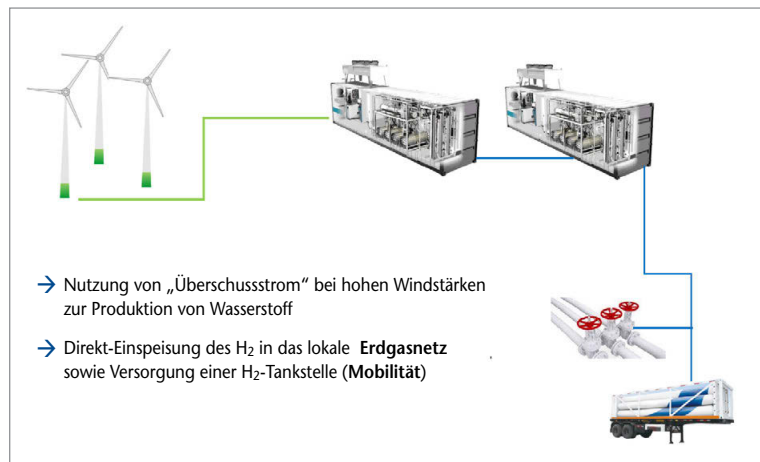 → Nutzung von „Überschussstrom” bei hohen Windstärken
zur Produktion von Wasserstoff
→ Direkt-Einspeisung des H₂ in das lokale Erdgasnetz
sowie Versorgung einer H₂-Tankstelle (Mobilität)